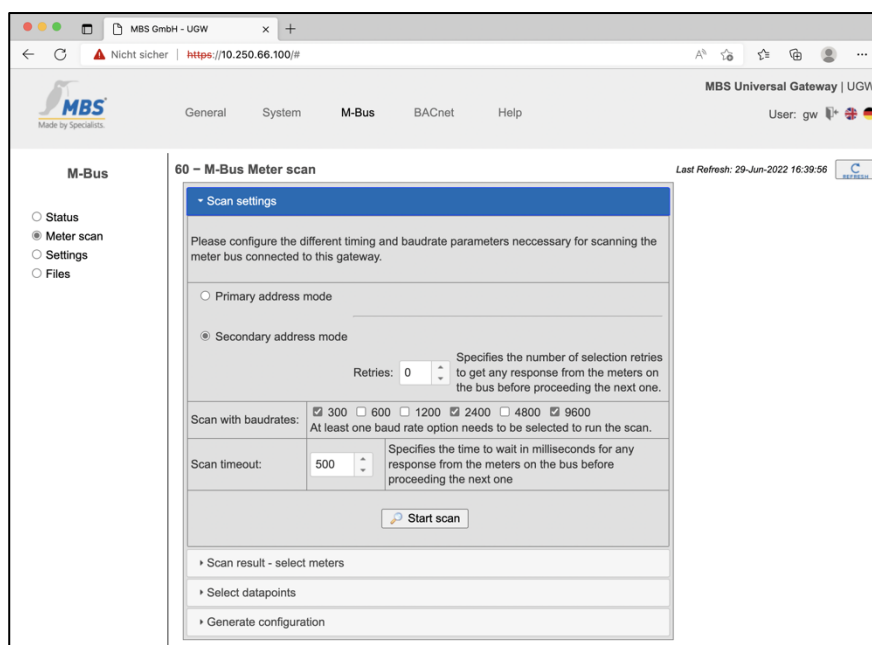 MBS GmbH - UGW
Nicht sicher | https://10.250.66.100/#
MBS
Made by Specialists.
General System M-Bus BACnet Help
MBS Universal Gateway | UGW
User: gw
M-Bus
Status
Meter scan
Settings
Files
60 − M-Bus Meter scan
Last Refresh: 29-Jun-2022 16:39:56
REFRESH
Scan settings
Please configure the different timing and baudrate parameters neccessary for scanning the
meter bus connected to this gateway.
Primary address mode
Secondary address mode
Retries: 0
Specifies the number of selection retries
to get any response from the meters on
the bus before proceeding the next one.
Scan with baudrates:
300 600 1200 2400 4800 9600
At least one baud rate option needs to be selected to run the scan.
Scan timeout:
500
Specifies the time to wait in milliseconds for any
response from the meters on the bus before
proceeding the next one
Start scan
Scan result - select meters
Select datapoints
Generate configuration